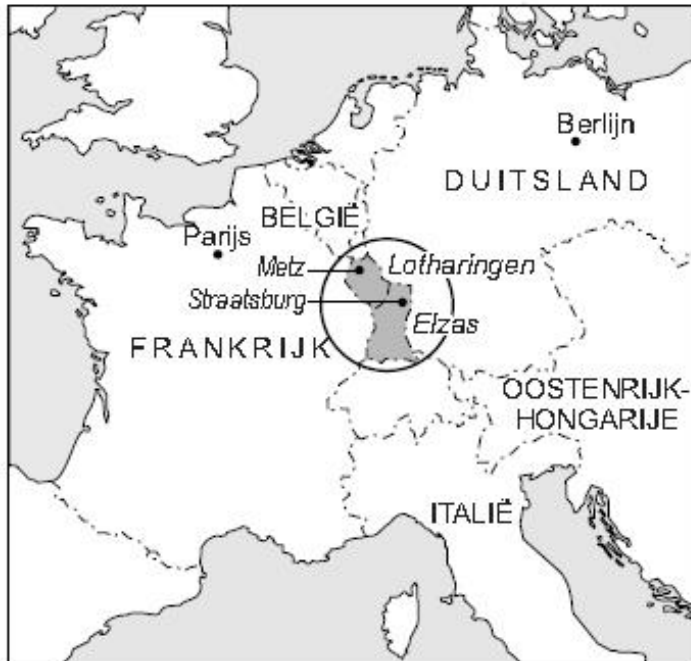 Berlijn
DUITSLAND
BELGIË
Parijs
Metz
Lotharingen
Straatsburg
Elzas
FRANKRIJK
OOSTENRIJK-
HONGARIJE
ITALIË